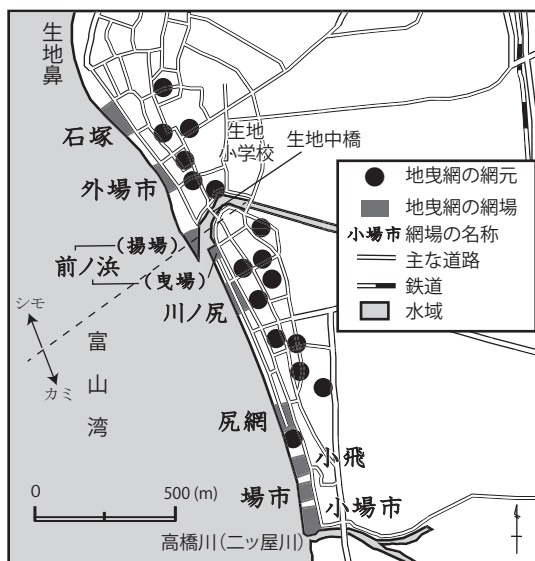 生地鼻
石塚
外場市
生地
小学校
生地中橋
地曳網の網元
地曳網の網場
小場市 網場の名称
主な道路
鉄道
水域
(揚場)
前ノ浜
(曳場)
川ノ尻
シモ
カミ
富山湾
尻網
小飛
場市
小場市
0 500 (m)
高橋川(二ッ屋川)